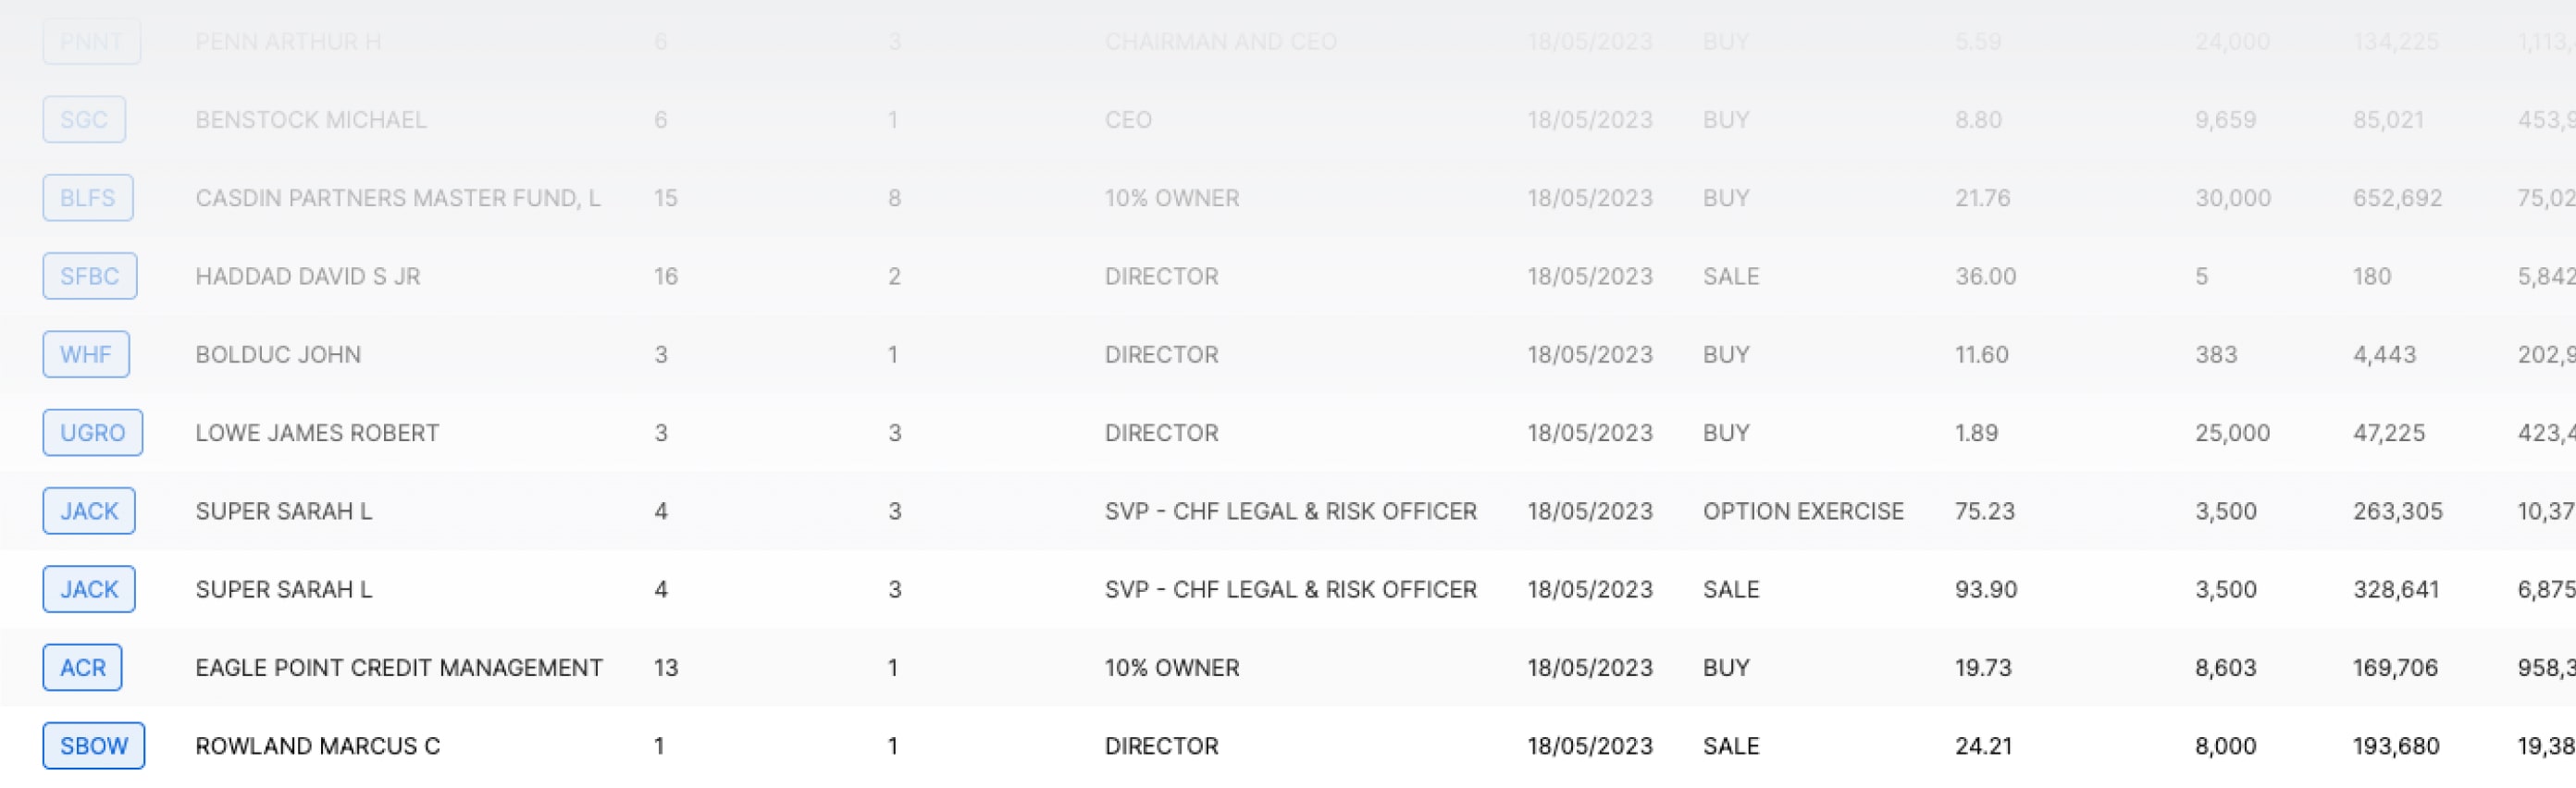 PNNT PENN ARTHUR H 6 3 CHAIRMAN AND CEO 18/05/2023 BUY 5.59 24,000 134,225 1,113,
SGC BENSTOCK MICHAEL 6 1 CEO 18/05/2023 BUY 8.80 9,659 85,021 453,9
BLFS CASDIN PARTNERS MASTER FUND, L 15 8 10% OWNER 18/05/2023 BUY 21.76 30,000 652,692 75,02
SFBC HADDAD DAVID S JR 16 2 DIRECTOR 18/05/2023 SALE 36.00 5 180 5,842
WHF BOLDUC JOHN 3 1 DIRECTOR 18/05/2023 BUY 11.60 383 4,443 202,9
UGRO LOWE JAMES ROBERT 3 3 DIRECTOR 18/05/2023 BUY 1.89 25,000 47,225 423,4
JACK SUPER SARAH L 4 3 SVP - CHF LEGAL & RISK OFFICER 18/05/2023 OPTION EXERCISE 75.23 3,500 263,305 10,37
JACK SUPER SARAH L 4 3 SVP - CHF LEGAL & RISK OFFICER 18/05/2023 SALE 93.90 3,500 328,641 6,875
ACR EAGLE POINT CREDIT MANAGEMENT 13 1 10% OWNER 18/05/2023 BUY 19.73 8,603 169,706 958,3
SBOW ROWLAND MARCUS C 1 1 DIRECTOR 18/05/2023 SALE 24.21 8,000 193,680 19,38